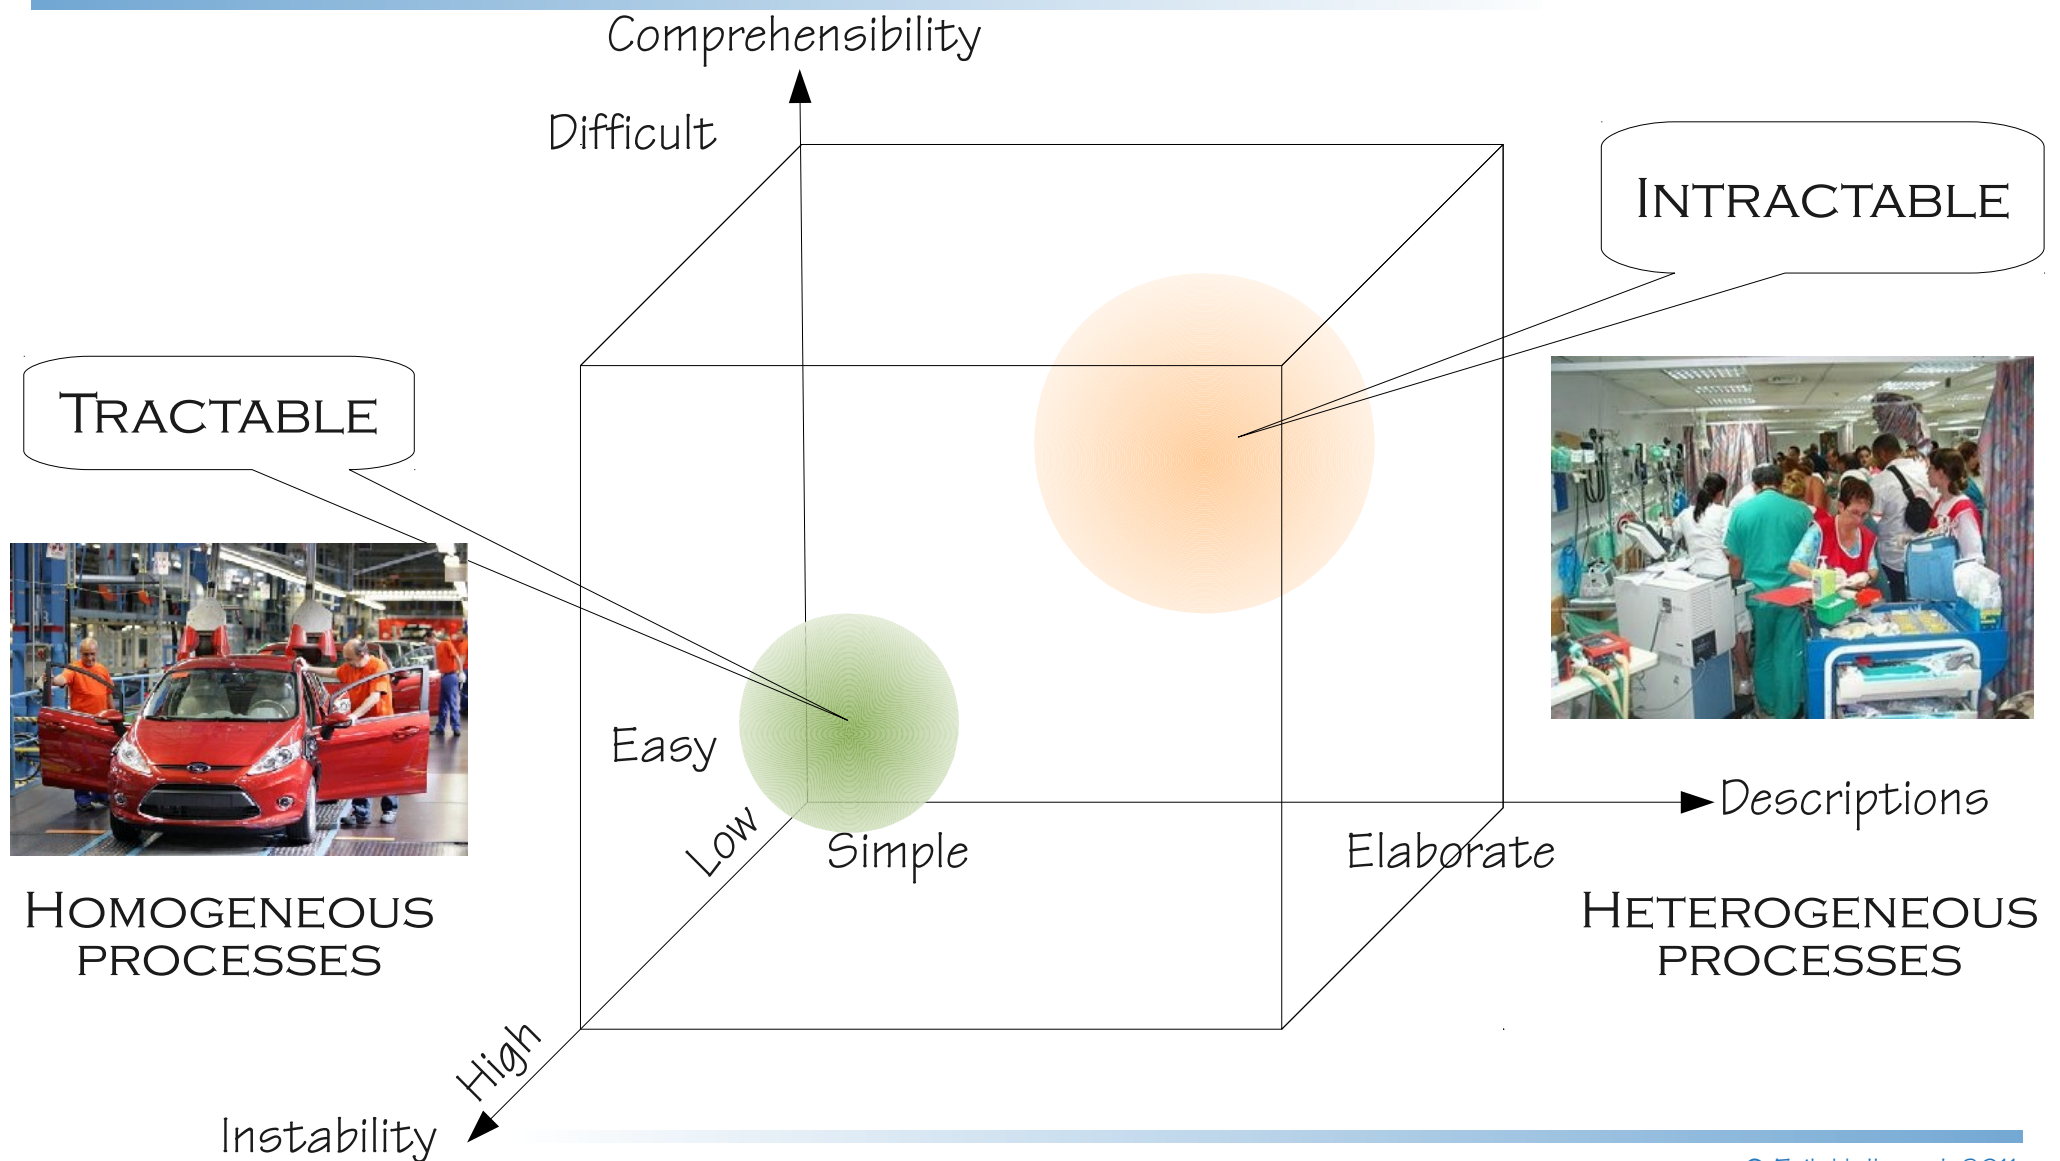 Comprehensibility
Difficult
INTRACTABLE
TRACTABLE
Easy
Low
Simple
Elaborate
Descriptions
HOMOGENEOUS
PROCESSES
HETEROGENEOUS
PROCESSES
High
Instability